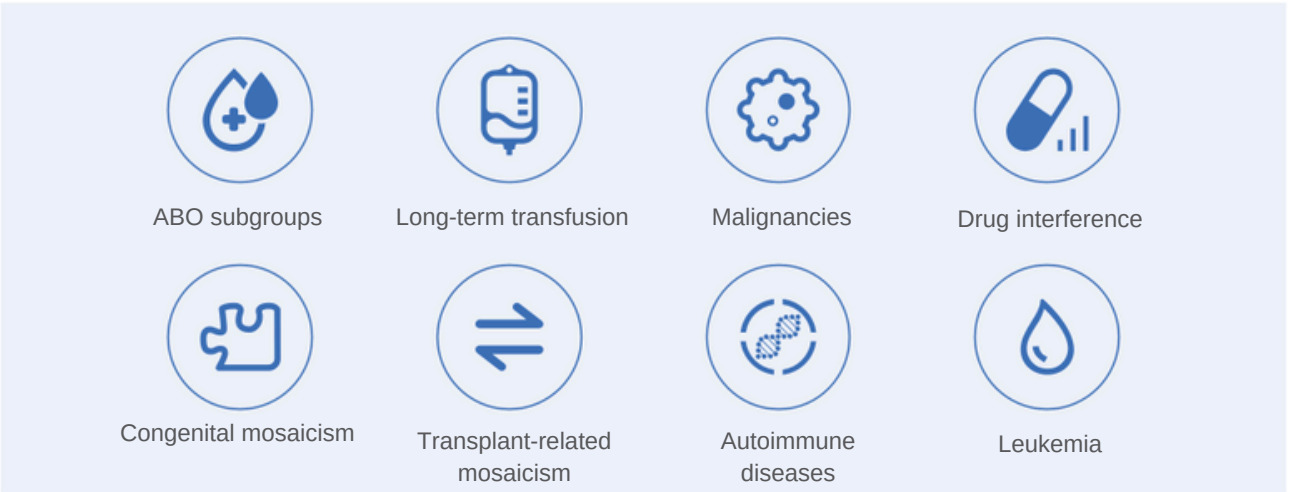 ABO subgroups
Long-term transfusion
Malignancies
Drug interference
Congenital mosaicism
Transplant-related
mosaicism
Autoimmune
diseases
Leukemia